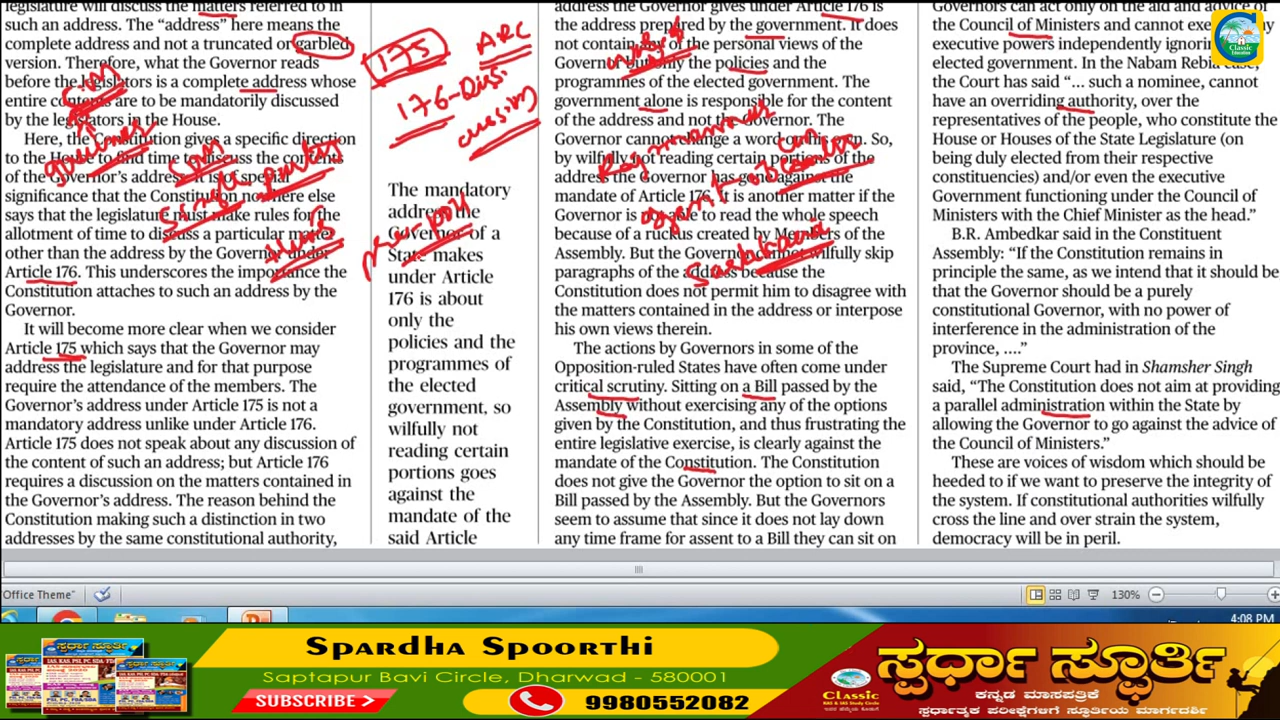 legislature will discuss the matters referred to in
such an address. The “address” here means the
complete address and not a truncated or garbled
version. Therefore, what the Governor reads
before the legislators is a complete address whose
entire contents are to be mandatorily discussed
by the legislators in the House.
Here, the Constitution gives a specific direction
to the House to find time to discuss the contents
of the Governor’s address. It is of special
significance that the Constitution nowhere else
says that the legislature must make rules for the
allotment of time to discuss a particular matter
other than the address by the Governor under
Article 176. This underscores the importance the
Constitution attaches to such an address by the
Governor.
It will become more clear when we consider
Article 175 which says that the Governor may
address the legislature and for that purpose
require the attendance of the members. The
Governor’s address under Article 175 is not a
mandatory address unlike under Article 176.
Article 175 does not speak about any discussion of
the content of such an address; but Article 176
requires a discussion on the matters contained in
the Governor’s address. The reason behind the
Constitution making such a distinction in two
addresses by the same constitutional authority,
175
ARC
176-Dis
cussion
The mandatory
address the
Governor of a
State makes
under Article
176 is about
only the
policies and the
programmes of
the elected
government, so
wilfully not
reading certain
portions goes
against the
mandate of the
said Article
address the Governor gives under Article 176 is
the address prepared by the government. It does
not contain any of the personal views of the
Governor but only the policies and the
programmes of the elected government. The
government alone is responsible for the content
of the address and not the Governor. The
Governor cannot change a word on his own. So,
by wilfully not reading certain portions of the
address the Governor has gone against the
mandate of Article 176. It is another matter if the
Governor is not able to read the whole speech
because of a ruckus created by Members of the
Assembly. But the Governor cannot wilfully skip
paragraphs of the address because the
Constitution does not permit him to disagree with
the matters contained in the address or interpose
his own views therein.
The actions by Governors in some of the
Opposition-ruled States have often come under
critical scrutiny. Sitting on a Bill passed by the
Assembly without exercising any of the options
given by the Constitution, and thus frustrating the
entire legislative exercise, is clearly against the
mandate of the Constitution. The Constitution
does not give the Governor the option to sit on a
Bill passed by the Assembly. But the Governors
seem to assume that since it does not lay down
any time frame for assent to a Bill they can sit on
agent of center
Sarkharia
Governors can act only on the aid and advice of
the Council of Ministers and cannot exercise any
executive powers independently ignoring the
elected government. In the Nabam Rebia case,
the Court has said “... such a nominee, cannot
have an overriding authority, over the
representatives of the people, who constitute the
House or Houses of the State Legislature (on
being duly elected from their respective
constituencies) and/or even the executive
Government functioning under the Council of
Ministers with the Chief Minister as the head.”
B.R. Ambedkar said in the Constituent
Assembly: “If the Constitution remains in
principle the same, as we intend that it should be
that the Governor should be a purely
constitutional Governor, with no power of
interference in the administration of the
province, ....”
The Supreme Court had in Shamsher Singh
said, “The Constitution does not aim at providing
a parallel administration within the State by
allowing the Governor to go against the advice of
the Council of Ministers.”
These are voices of wisdom which should be
heeded to if we want to preserve the integrity of
the system. If constitutional authorities wilfully
cross the line and over strain the system,
democracy will be in peril.
Classic
Education
Office Theme"
130%
4:08 PM
Spardha Spoorthi
Saptapur Bavi Circle, Dharwad - 580001
SUBSCRIBE
9980552082
ಸ್ಪರ್ಧಾ ಸ್ಫೂರ್ತಿ
ಕನ್ನಡ ಮಾಸಪತ್ರಿಕೆ
ಸ್ಪರ್ಧಾತ್ಮಕ ಪರೀಕ್ಷೆಗಳಿಗೆ ಸ್ಫೂರ್ತಿಯ ಮಾರ್ಗದರ್ಶಿ
Classic
IAS & KAS Study Circle